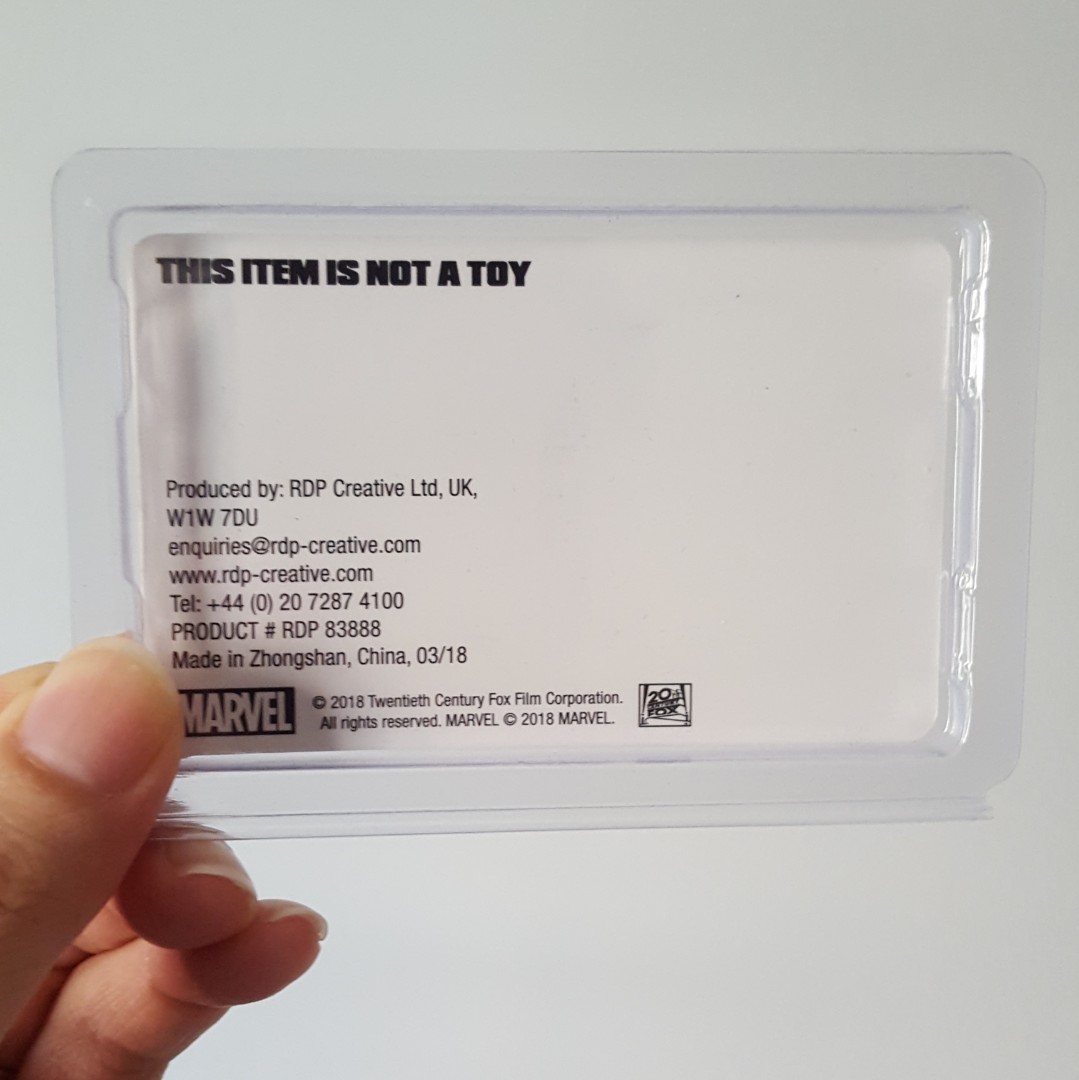 THIS ITEM IS NOT A TOY
Produced by: RDP Creative Ltd, UK,
W1W 7DU
enquiries@rdp-creative.com
www.rdp-creative.com
Tel: +44 (0) 20 7287 4100
PRODUCT # RDP 83888
Made in Zhongshan, China, 03/18
MARVEL
© 2018 Twentieth Century Fox Film Corporation.
All rights reserved. MARVEL © 2018 MARVEL.
20th
CENTURY
FOX